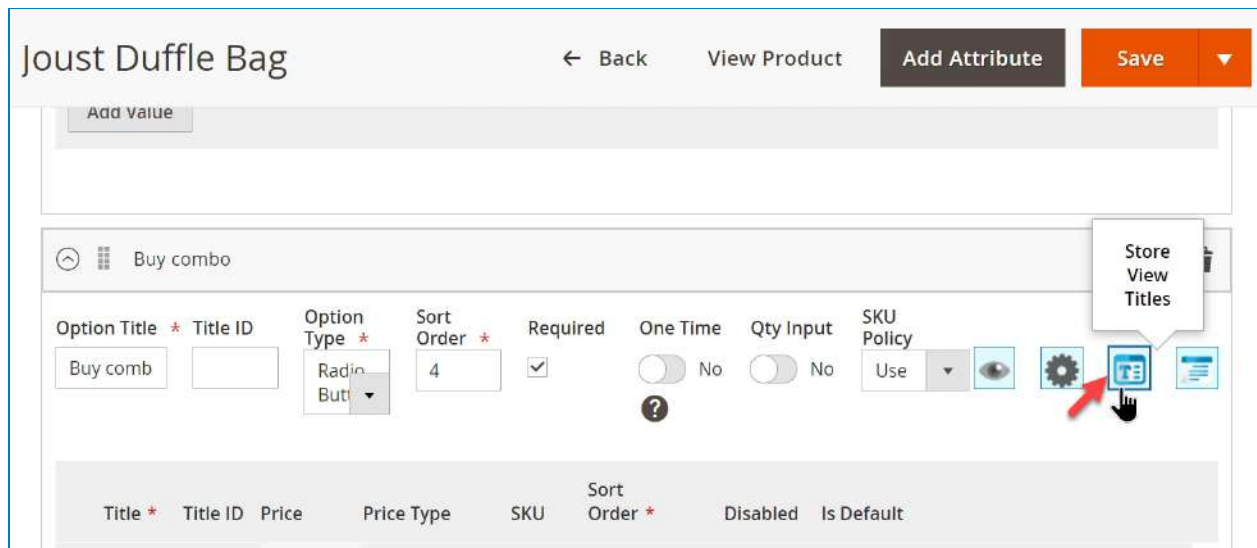 Joust Duffle Bag
← Back
View Product
Add Attribute
Save
Add Value
Buy combo
Store
View
Titles
Option Title *
Title ID
Option
Type *
Sort
Order *
Required
One Time
Qty Input
SKU
Policy
Buy comb
Radio
Butt
4
No
No
Use
?
Title *
Title ID
Price
Price Type
SKU
Sort
Order *
Disabled
Is Default